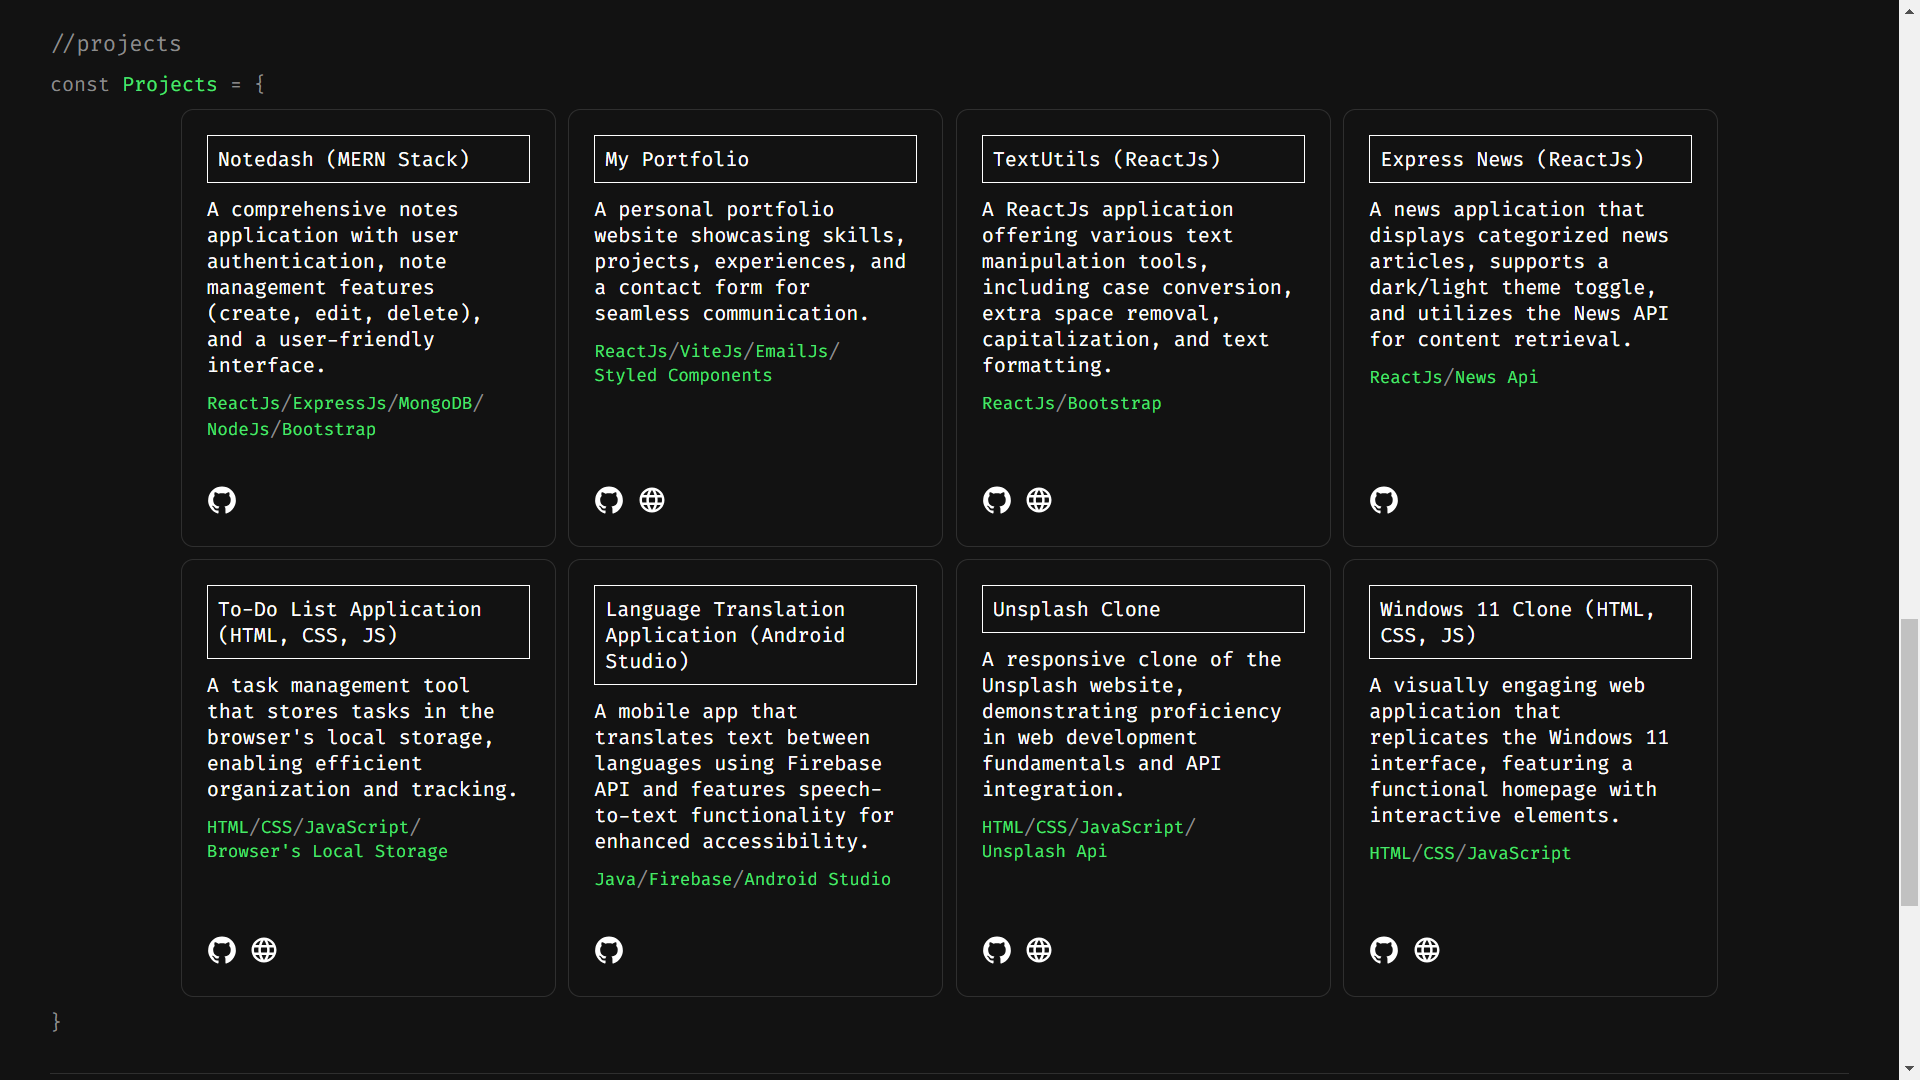 //projects
const Projects = {
Notedash (MERN Stack)
A comprehensive notes
application with user
authentication, note
management features
(create, edit, delete),
and a user-friendly
interface.
ReactJs/ExpressJs/MongoDB/
NodeJs/Bootstrap
My Portfolio
A personal portfolio
website showcasing skills,
projects, experiences, and
a contact form for
seamless communication.
ReactJs/ViteJs/EmailJs/
Styled Components
TextUtils (ReactJs)
A ReactJs application
offering various text
manipulation tools,
including case conversion,
extra space removal,
capitalization, and text
formatting.
ReactJs/Bootstrap
Express News (ReactJs)
A news application that
displays categorized news
articles, supports a
dark/light theme toggle,
and utilizes the News API
for content retrieval.
ReactJs/News Api
To-Do List Application
(HTML, CSS, JS)
A task management tool
that stores tasks in the
browser's local storage,
enabling efficient
organization and tracking.
HTML/CSS/JavaScript/
Browser's Local Storage
Language Translation
Application (Android
Studio)
A mobile app that
translates text between
languages using Firebase
API and features speech-
to-text functionality for
enhanced accessibility.
Java/Firebase/Android Studio
Unsplash Clone
A responsive clone of the
Unsplash website,
demonstrating proficiency
in web development
fundamentals and API
integration.
HTML/CSS/JavaScript/
Unsplash Api
Windows 11 Clone (HTML,
CSS, JS)
A visually engaging web
application that
replicates the Windows 11
interface, featuring a
functional homepage with
interactive elements.
HTML/CSS/JavaScript
}